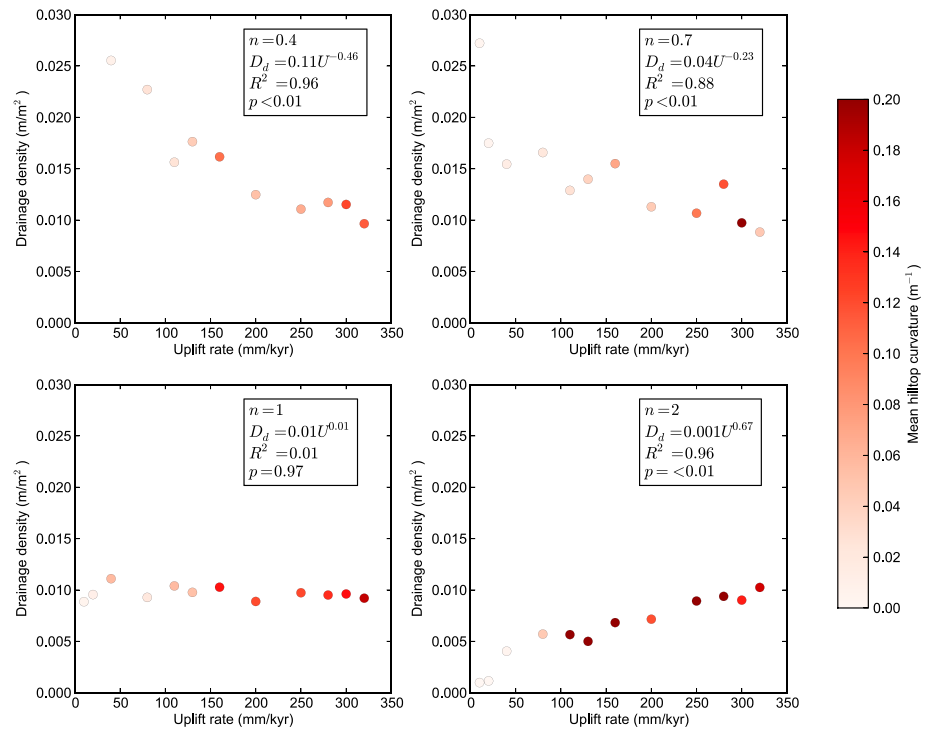 0.030
0.025
0.020
0.015
0.010
0.005
0.000
Drainage density (m/m²)
0 50 100 150 200 250 300 350
Uplift rate (mm/kyr)
n = 0.4
D_d = 0.11U^−0.46
R² = 0.96
p < 0.01
0.030
0.025
0.020
0.015
0.010
0.005
0.000
Drainage density (m/m²)
0 50 100 150 200 250 300 350
Uplift rate (mm/kyr)
n = 0.7
D_d = 0.04U^−0.23
R² = 0.88
p < 0.01
0.030
0.025
0.020
0.015
0.010
0.005
0.000
Drainage density (m/m²)
0 50 100 150 200 250 300 350
Uplift rate (mm/kyr)
n = 1
D_d = 0.01U^0.01
R² = 0.01
p = 0.97
0.030
0.025
0.020
0.015
0.010
0.005
0.000
Drainage density (m/m²)
0 50 100 150 200 250 300 350
Uplift rate (mm/kyr)
n = 2
D_d = 0.001U^0.67
R² = 0.96
p = < 0.01
0.20
0.18
0.16
0.14
0.12
0.10
0.08
0.06
0.04
0.02
0.00
Mean hilltop curvature (m⁻¹)